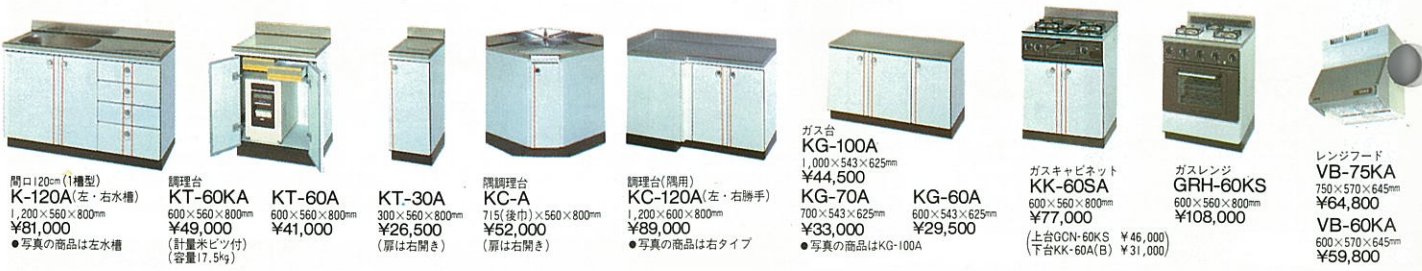 間口120cm(1槽型)
K-120A(左・右水槽)
1,200×560×800mm
¥81,000
●写真の商品は左水槽
調理台
KT-60KA
600×560×800mm
¥49,000
(計量米ビツ付)
(容量17.5kg)
KT-60A
600×560×800mm
¥41,000
KT-30A
300×560×800mm
¥26,500
(扉は右開き)
隅調理台
KC-A
715(後巾)×560×800mm
¥52,000
(扉は右開き)
調理台(隅用)
KC-120A(左・右勝手)
1,200×600×800mm
¥89,000
●写真の商品は右タイプ
ガス台
KG-100A
1,000×543×625mm
¥44,500
KG-70A
700×543×625mm
¥33,000
●写真の商品はKG-100A
KG-60A
600×543×625mm
¥29,500
ガスキャビネット
KK-60SA
600×560×800mm
¥77,000
(上台GCN-60KS ¥46,000)
(下台KK-60A(B) ¥31,000)
ガスレンジ
GRH-60KS
600×560×800mm
¥108,000
レンジフード
VB-75KA
750×570×645mm
¥64,800
VB-60KA
600×570×645mm
¥59,800